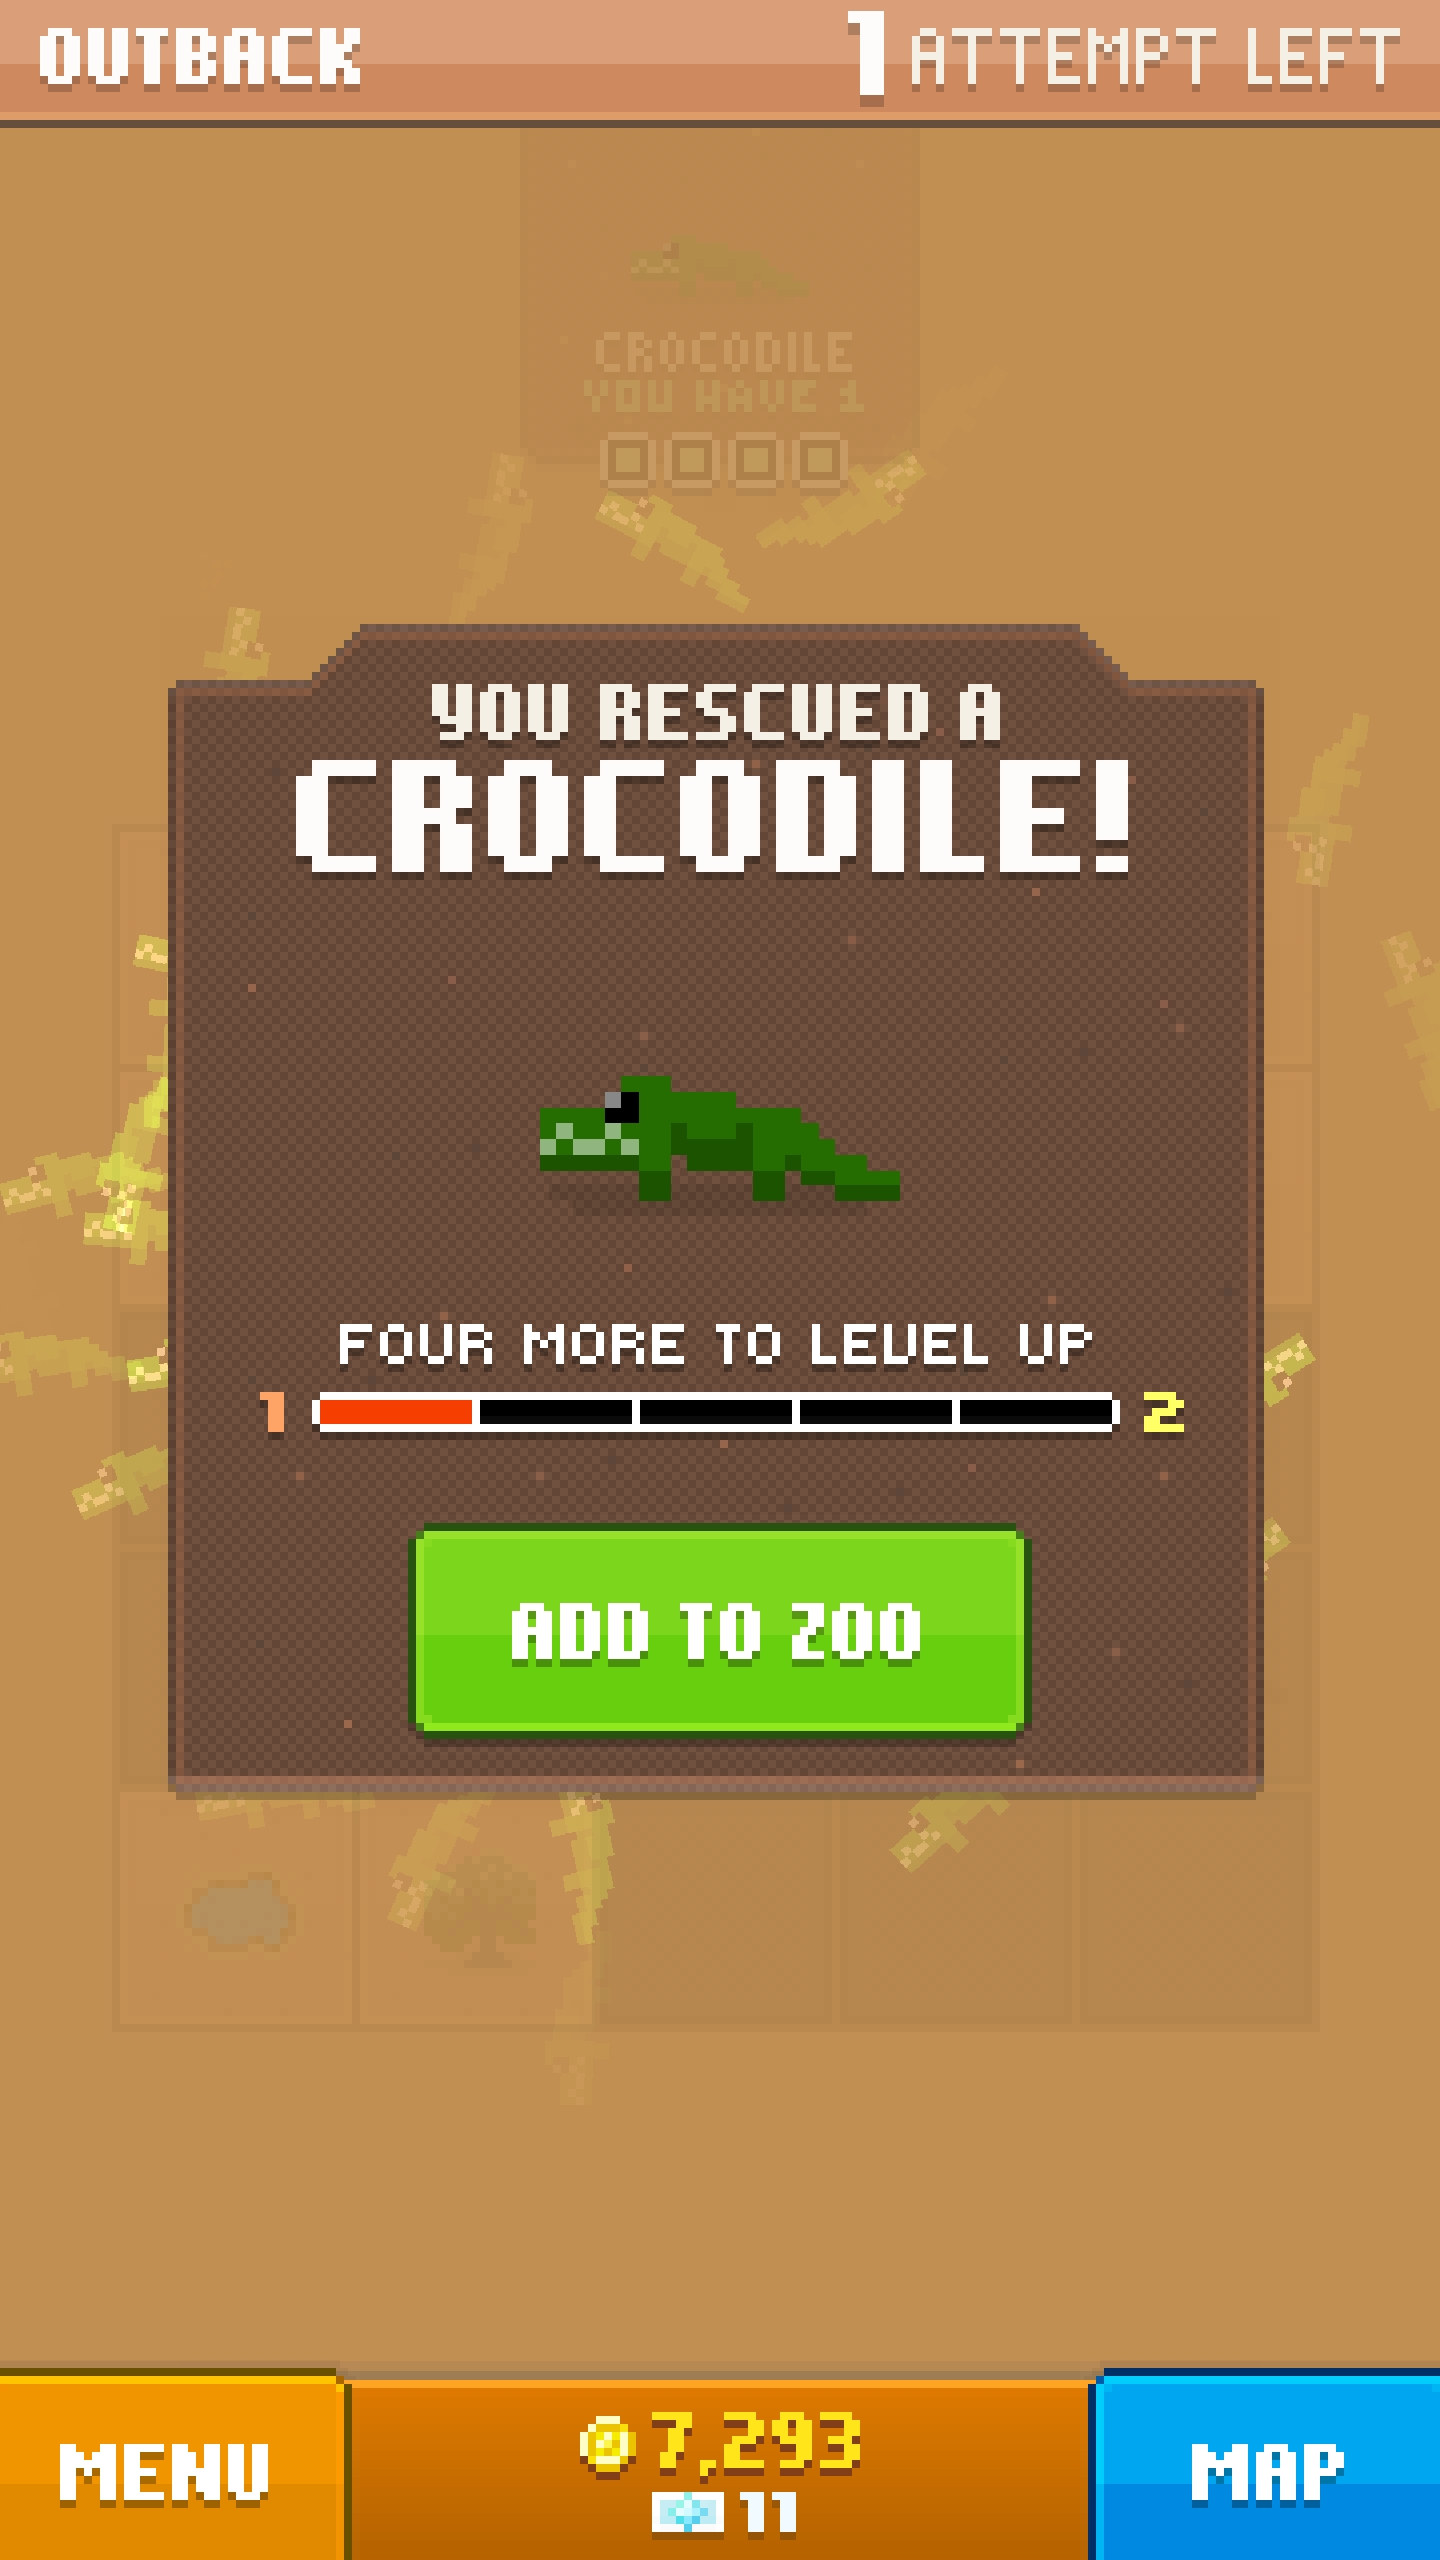 OUTBACK
1 ATTEMPT LEFT
CROCODILE
YOU HAVE 1
YOU RESCUED A
CROCODILE!
FOUR MORE TO LEVEL UP
1 2
ADD TO ZOO
MENU
7,293
11
MAP